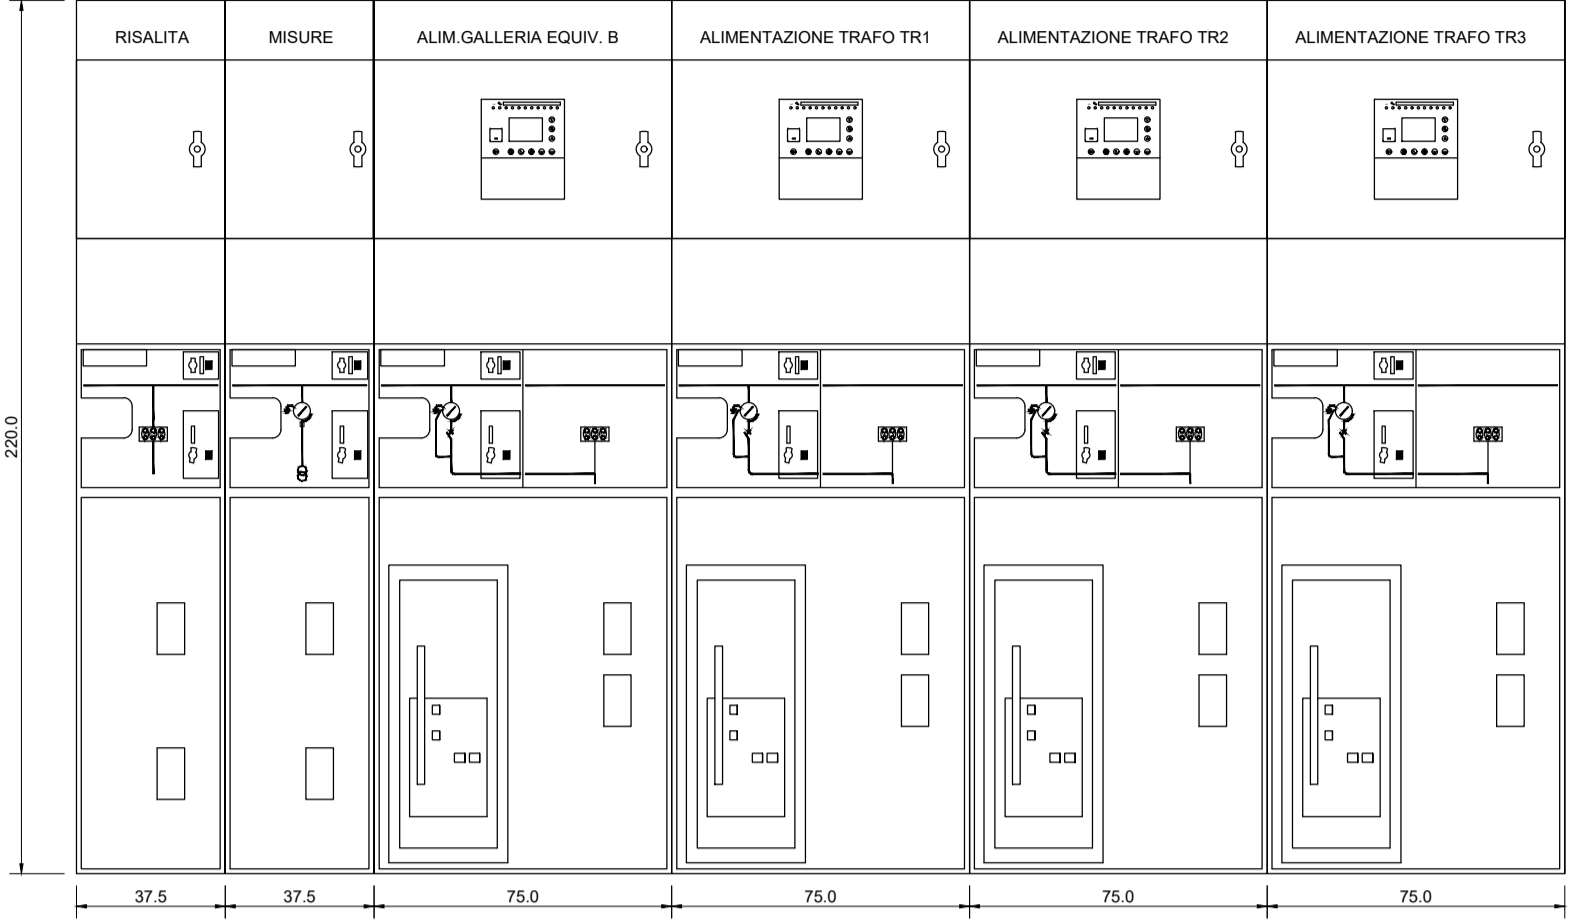 RISALITA
MISURE
ALIM.GALLERIA EQUIV. B
ALIMENTAZIONE TRAFO TR1
ALIMENTAZIONE TRAFO TR2
ALIMENTAZIONE TRAFO TR3
220.0
37.5
37.5
75.0
75.0
75.0
75.0